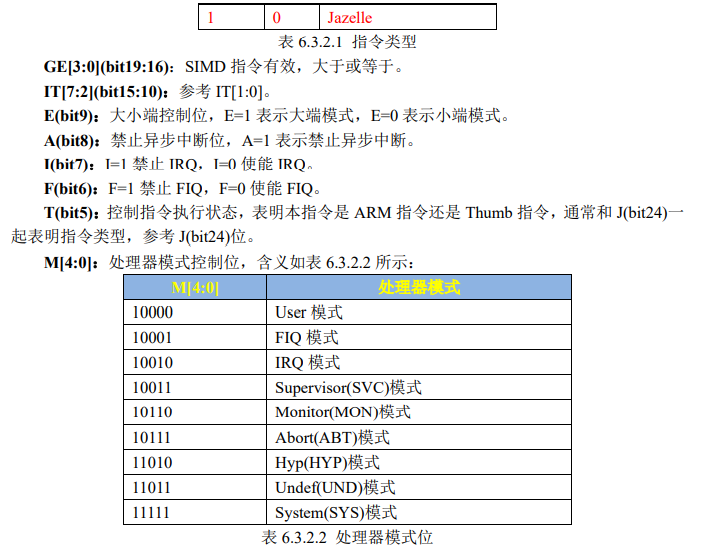 1 0 Jazelle
表 6.3.2.1 指令类型
GE[3:0](bit19:16)：SIMD 指令有效，大于或等于。
IT[7:2](bit15:10)：参考 IT[1:0]。
E(bit9)：大小端控制位，E=1 表示大端模式，E=0 表示小端模式。
A(bit8)：禁止异步中断位，A=1 表示禁止异步中断。
I(bit7)：I=1 禁止 IRQ，I=0 使能 IRQ。
F(bit6)：F=1 禁止 FIQ，F=0 使能 FIQ。
T(bit5)：控制指令执行状态，表明本指令是 ARM 指令还是 Thumb 指令，通常和 J(bit24)一
起表明指令类型，参考 J(bit24)位。
M[4:0]：处理器模式控制位，含义如表 6.3.2.2 所示：
M[4:0] 处理器模式
10000 User 模式
10001 FIQ 模式
10010 IRQ 模式
10011 Supervisor(SVC)模式
10110 Monitor(MON)模式
10111 Abort(ABT)模式
11010 Hyp(HYP)模式
11011 Undef(UND)模式
11111 System(SYS)模式
表 6.3.2.2 处理器模式位